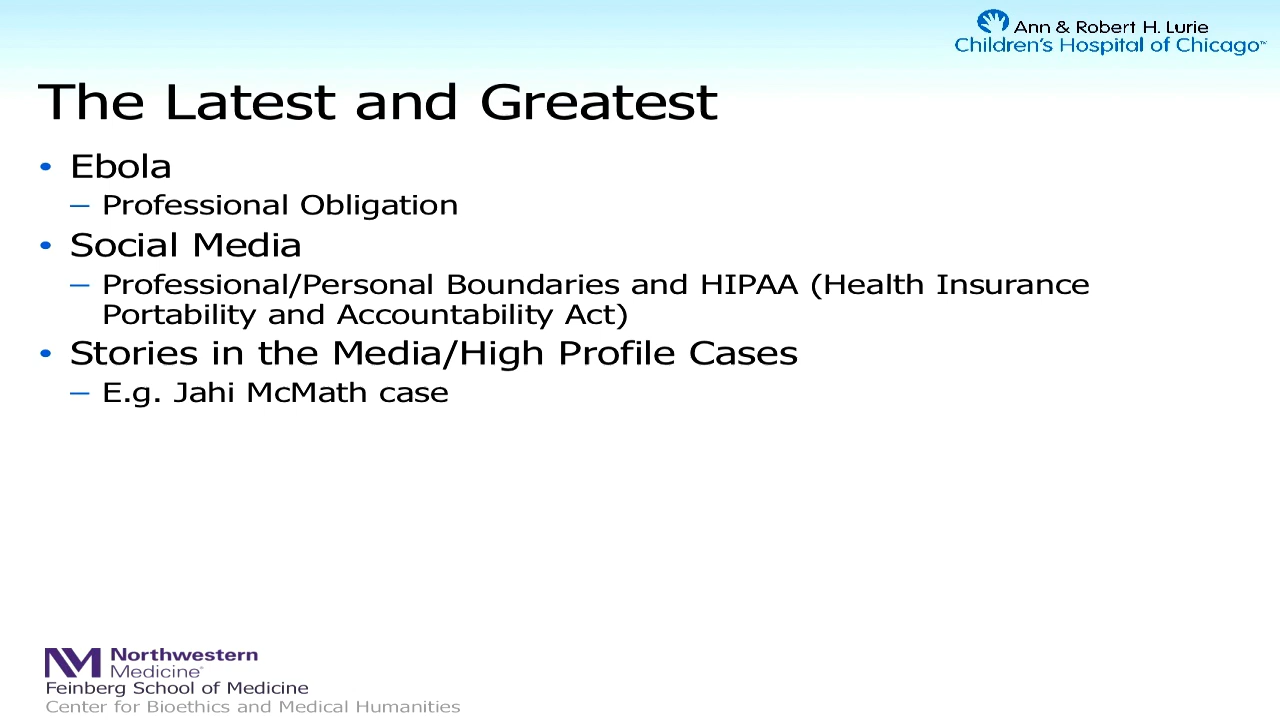 Ann & Robert H. Lurie
Children's Hospital of Chicago™
The Latest and Greatest
• Ebola
– Professional Obligation
• Social Media
– Professional/Personal Boundaries and HIPAA (Health Insurance
Portability and Accountability Act)
• Stories in the Media/High Profile Cases
– E.g. Jahi McMath case
NM Northwestern
Medicine®
Feinberg School of Medicine
Center for Bioethics and Medical Humanities